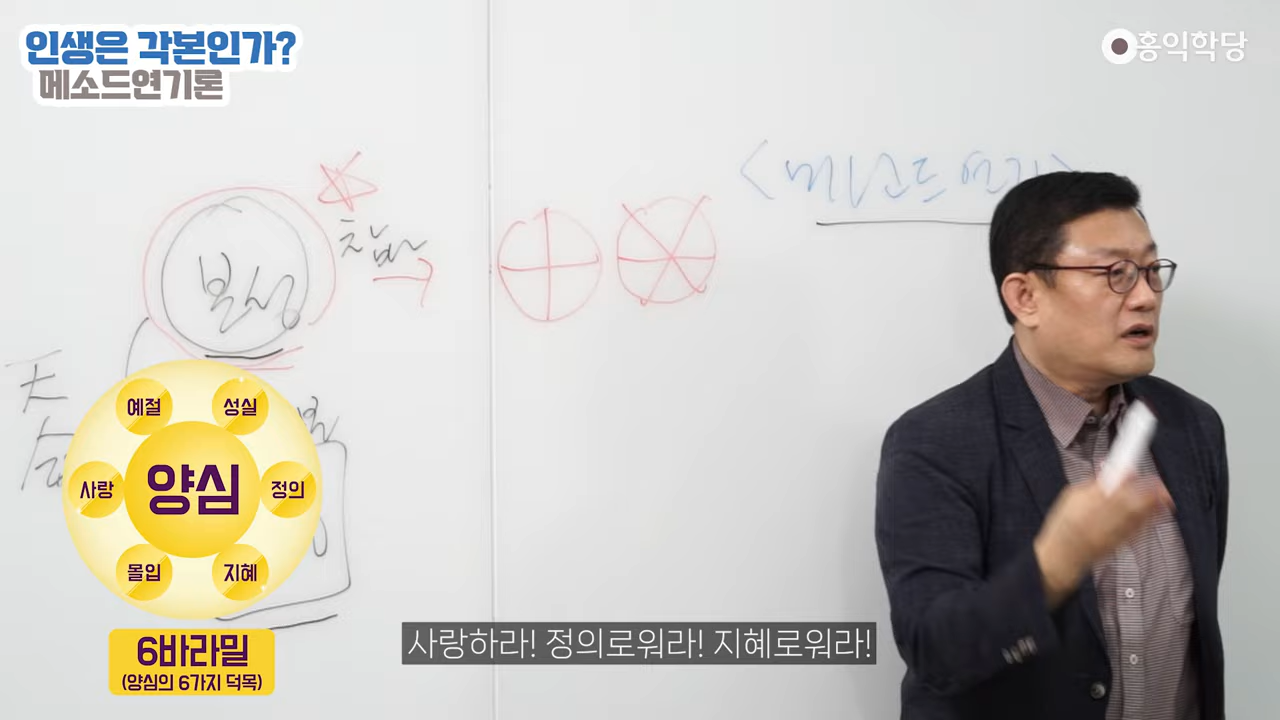 인생은 각본인가?
메소드연기론
홍익학당
<메소드 연기>
본성
天
예절
성실
사랑
양심
정의
몰입
지혜
6바라밀
(양심의 6가지 덕목)
사랑하라! 정의로워라! 지혜로워라!